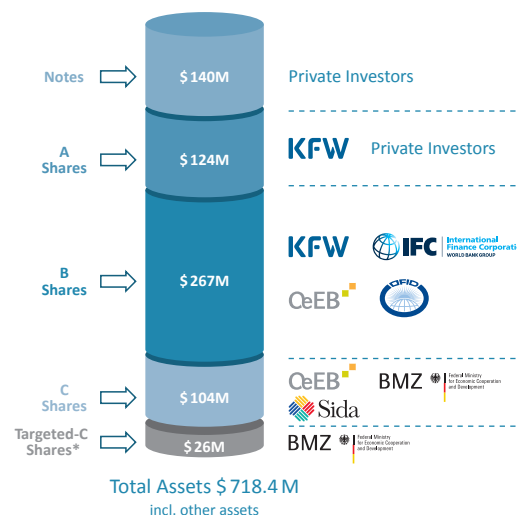 Notes
$ 140M
Private Investors
A
Shares
$ 124M
KFW
Private Investors
B
Shares
$ 267M
KFW
IFC
International
Finance Corporati
WORLD BANK GROUP
OeEB
OFID
C
Shares
$ 104M
OeEB
BMZ
Federal Ministry
for Economic Cooperation
and Development
Sida
Targeted-C
Shares*
$ 26M
BMZ
Federal Ministry
for Economic Cooperation
and Development
Total Assets $ 718.4 M
incl. other assets